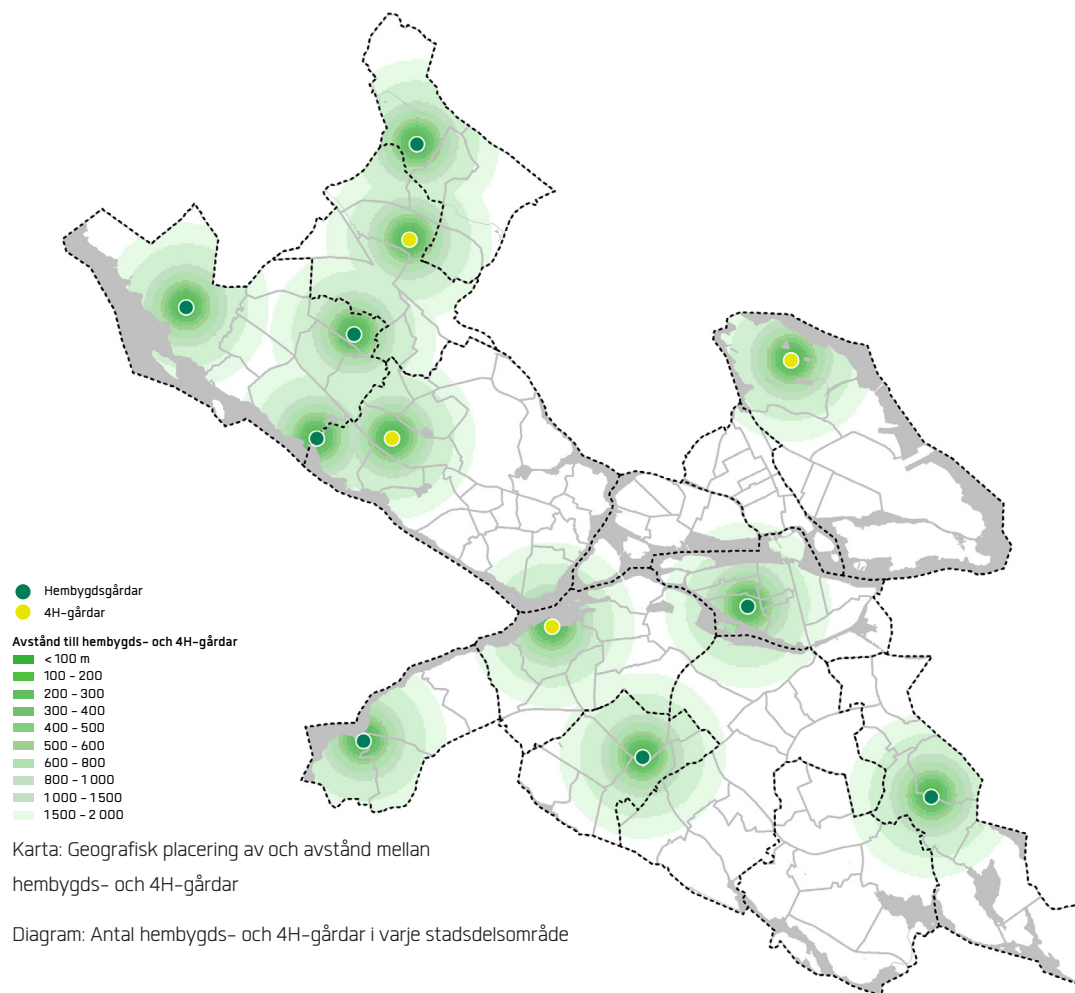 Hembygdsgårdar
4H-gårdar
Avstånd till hembygds- och 4H-gårdar
< 100 m
100 - 200
200 - 300
300 - 400
400 - 500
500 - 600
600 - 800
800 - 1 000
1 000 - 1 500
1 500 - 2 000
Karta: Geografisk placering av och avstånd mellan
hembygds- och 4H-gårdar
Diagram: Antal hembygds- och 4H-gårdar i varje stadsdelsområde